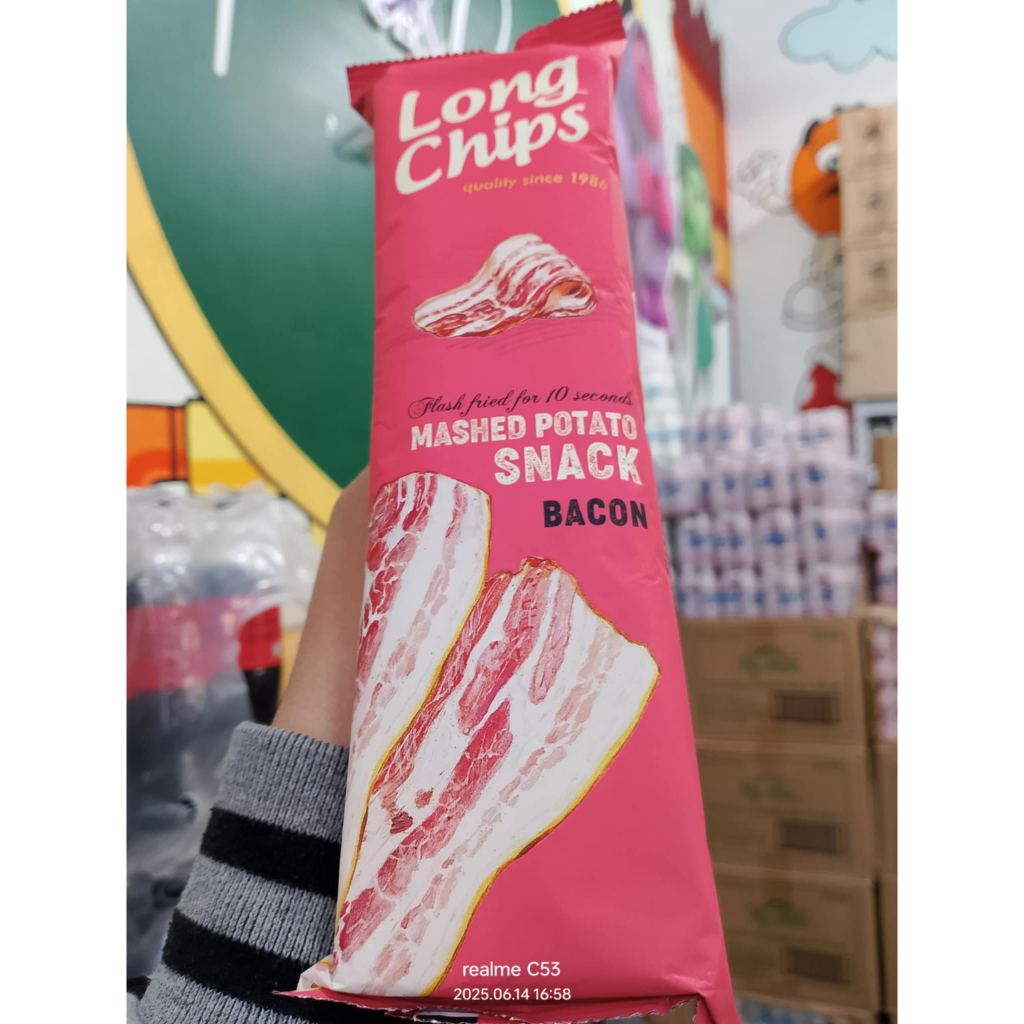 Long
Chips
quality since 1986
Flash fried for 10 seconds
MASHED POTATO
SNACK
BACON
realme C53
2025.06.14 16:58